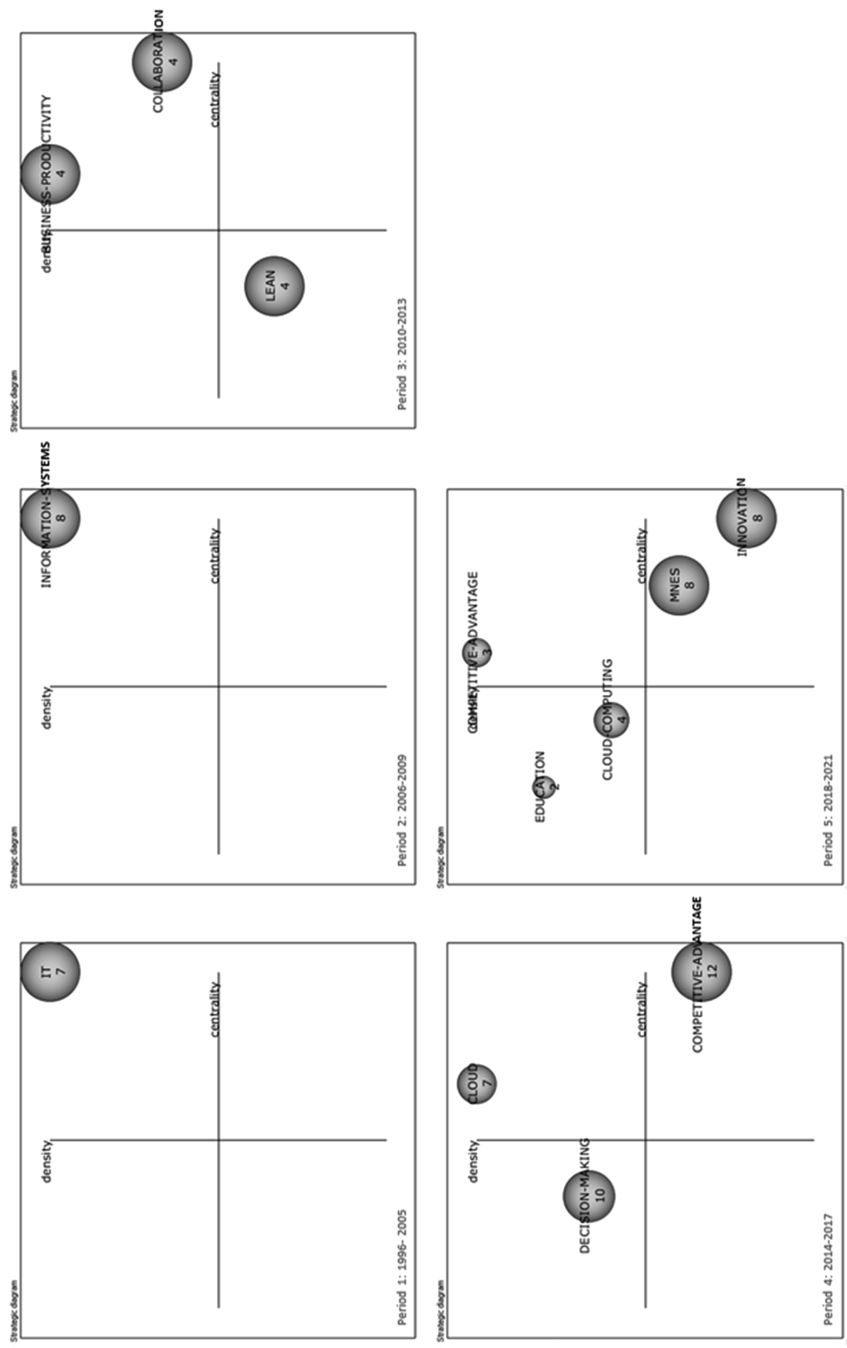 Strategic diagram
density
IT
7
centrality
Period 1: 1996- 2005
Strategic diagram
density
INFORMATION-SYSTEMS
8
centrality
Period 2: 2006-2009
Strategic diagram
density
BUSINESS-PRODUCTIVITY
4
COLLABORATION
4
centrality
LEAN
4
Period 3: 2010-2013
Strategic diagram
density
CLOUD
7
DECISION-MAKING
10
centrality
COMPETITIVE-ADVANTAGE
12
Period 4: 2014-2017
Strategic diagram
density
COMPETITIVE-ADVANTAGE
3
EDUCATION
2
CLOUD-COMPUTING
4
centrality
MNES
8
INNOVATION
8
Period 5: 2018-2021